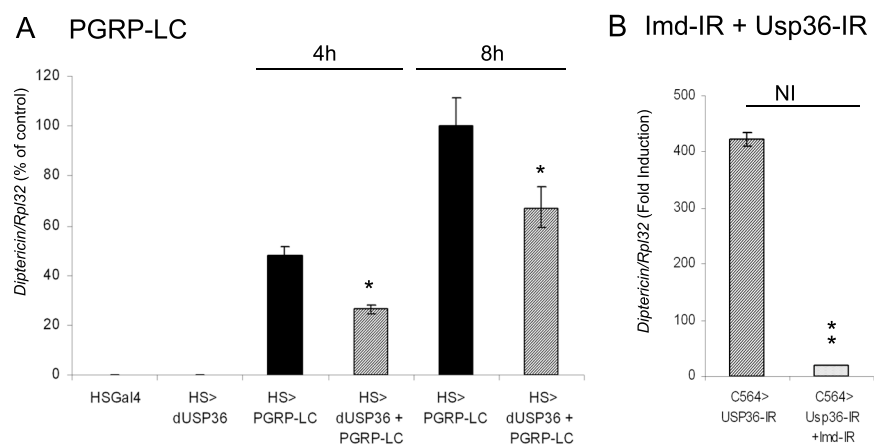 A PGRP-LC
4h
8h
Diptericin/Rpl32 (% of control)
120
100
80
60
40
20
0
*
*
HSGal4
HS>
dUSP36
HS>
PGRP-LC
HS>
dUSP36 +
PGRP-LC
HS>
PGRP-LC
HS>
dUSP36 +
PGRP-LC
B Imd-IR + Usp36-IR
NI
Diptericin/Rpl32 (Fold Induction)
500
400
300
200
100
0
*
*
C564>
USP36-IR
C564>
Usp36-IR
+Imd-IR